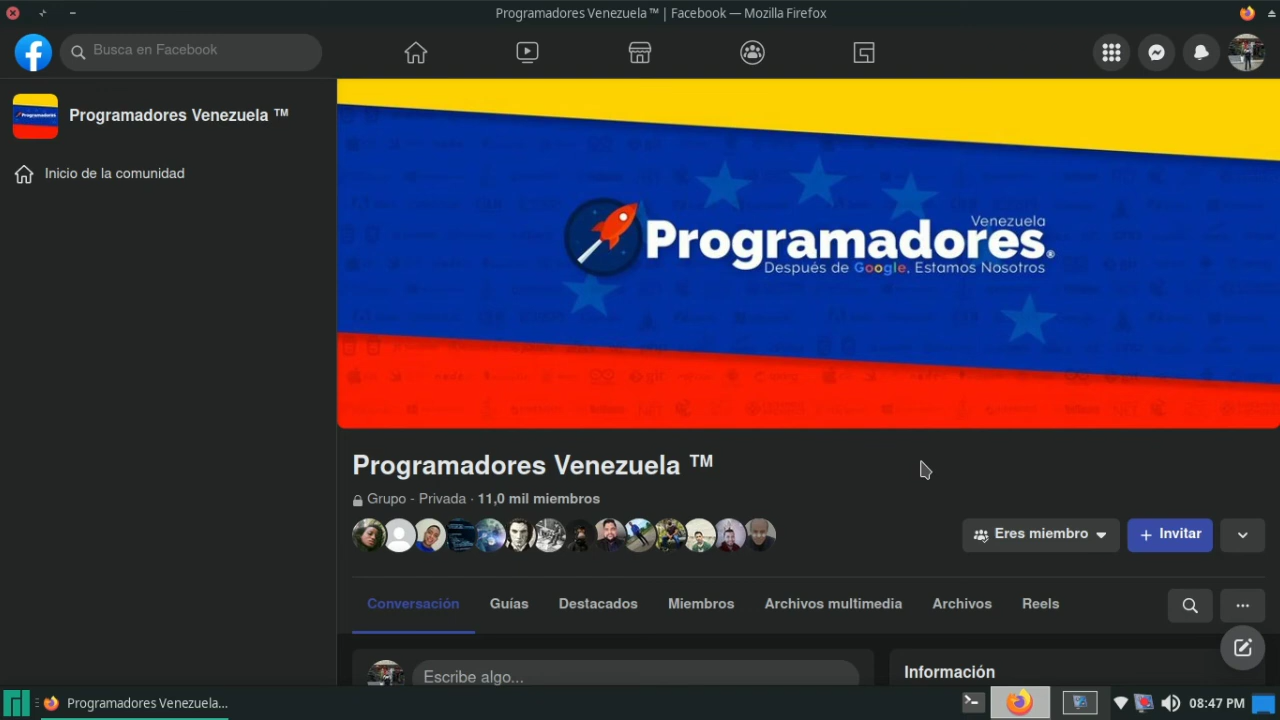 Programadores Venezuela ™ | Facebook — Mozilla Firefox
Busca en Facebook
Programadores Venezuela ™
Inicio de la comunidad
Venezuela
Programadores®
Después de Google, Estamos Nosotros
Programadores Venezuela ™
Grupo - Privada · 11,0 mil miembros
Eres miembro
+ Invitar
Conversación Guías Destacados Miembros Archivos multimedia Archivos Reels
Escribe algo...
Información
Programadores Venezuela...
08:47 PM